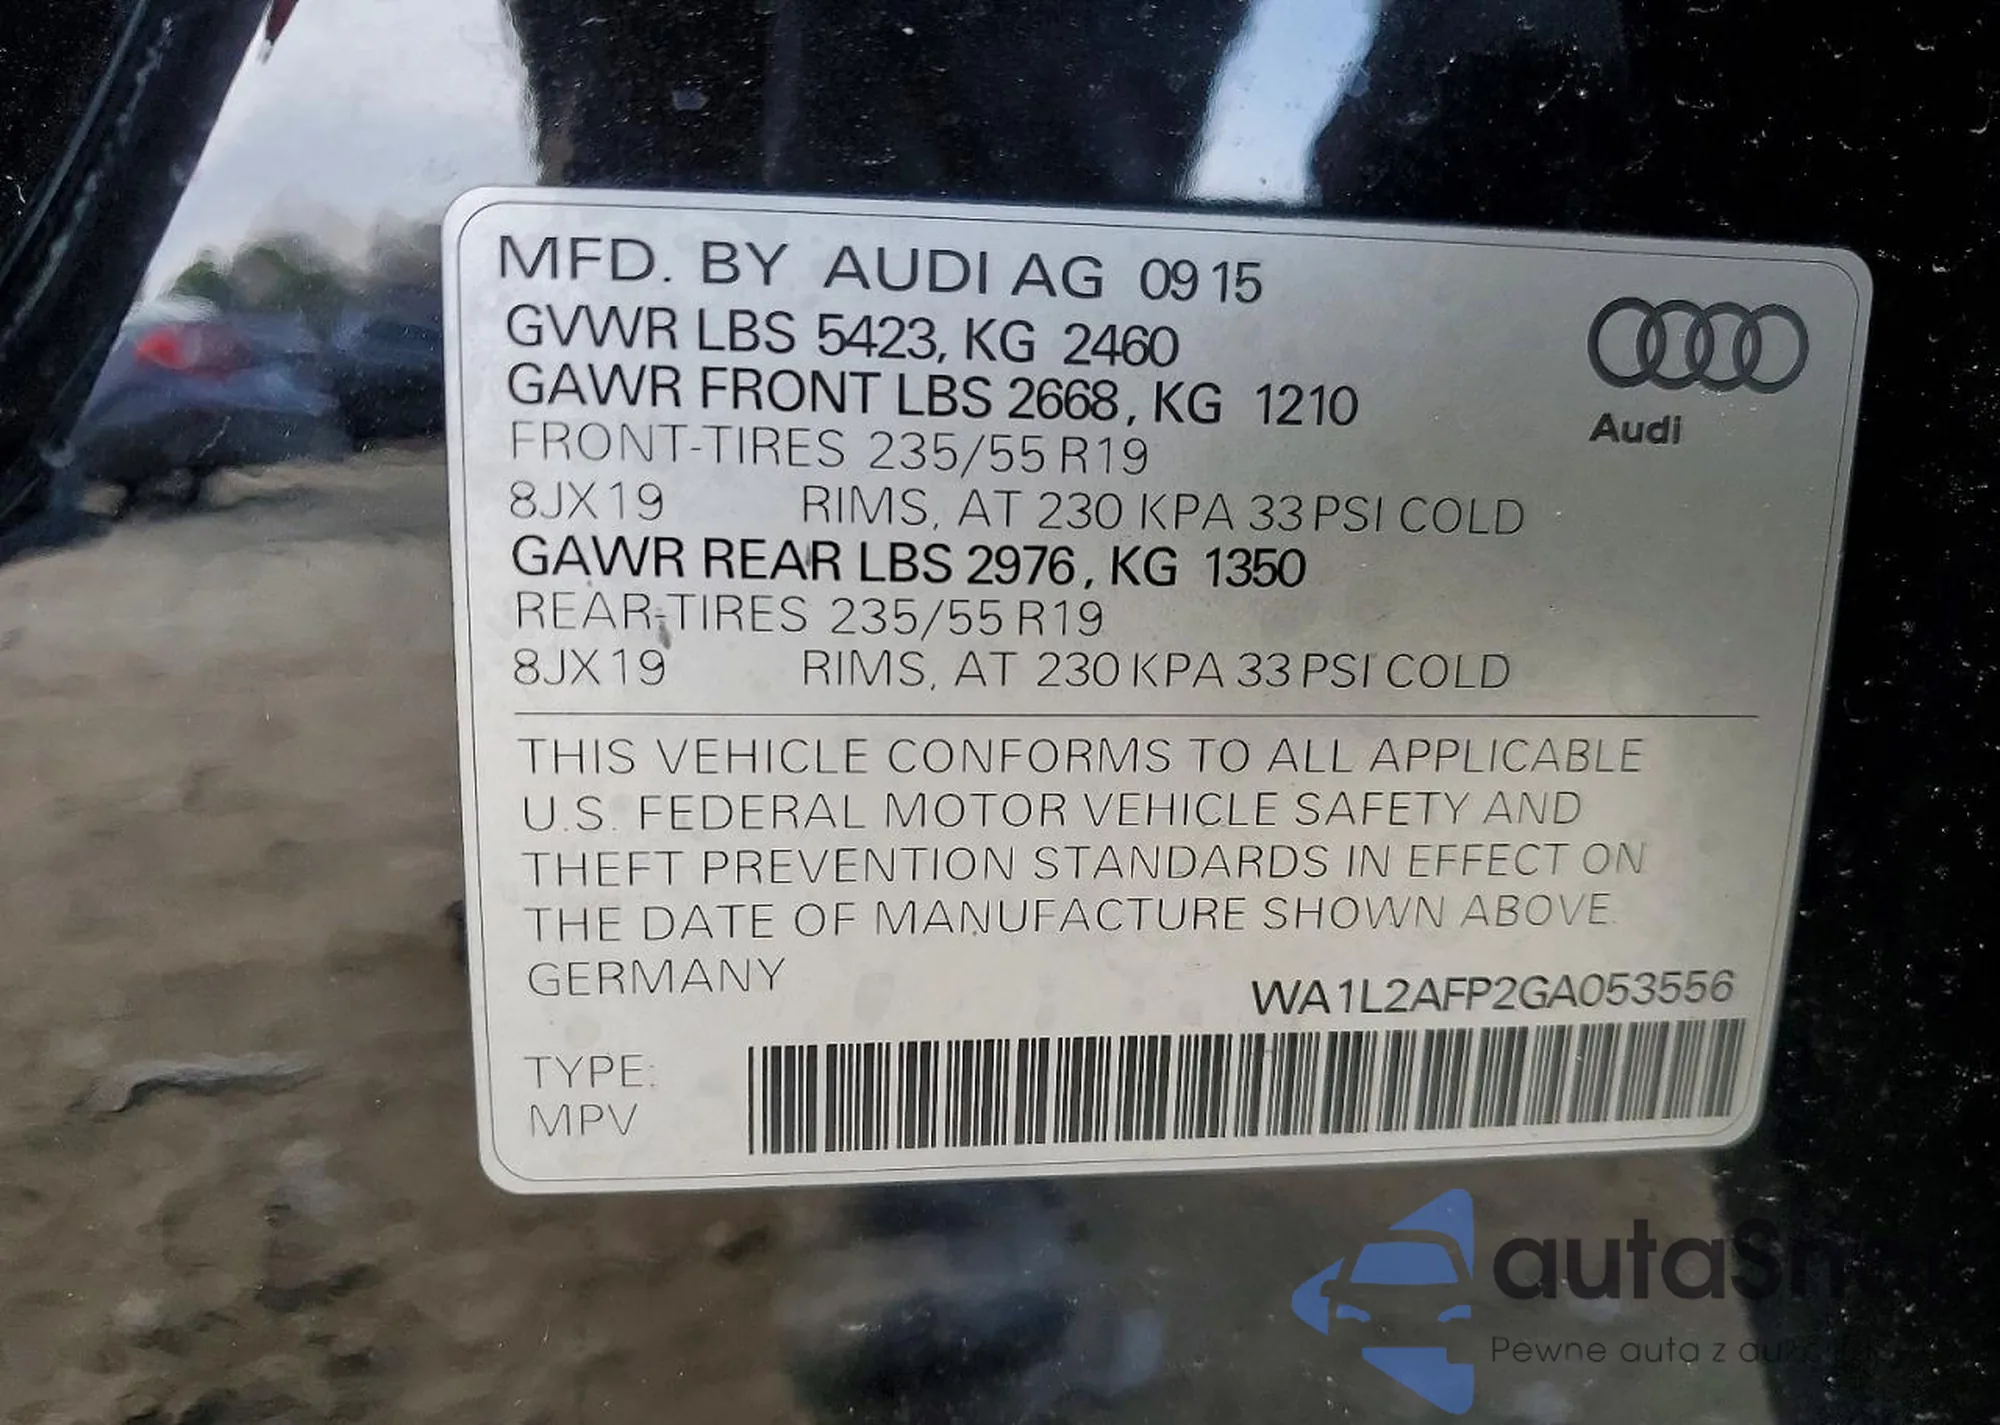 MFD. BY AUDI AG 09 15
GVWR LBS 5423, KG 2460
GAWR FRONT LBS 2668, KG 1210
FRONT-TIRES 235/55 R19
8JX19 RIMS, AT 230 KPA 33 PSI COLD
GAWR REAR LBS 2976, KG 1350
REAR-TIRES 235/55 R19
8JX19 RIMS, AT 230 KPA 33 PSI COLD
Audi
THIS VEHICLE CONFORMS TO ALL APPLICABLE
U.S. FEDERAL MOTOR VEHICLE SAFETY AND
THEFT PREVENTION STANDARDS IN EFFECT ON
THE DATE OF MANUFACTURE SHOWN ABOVE.
GERMANY
WA1L2AFP2GA053556
TYPE:
MPV
Pewne auta z